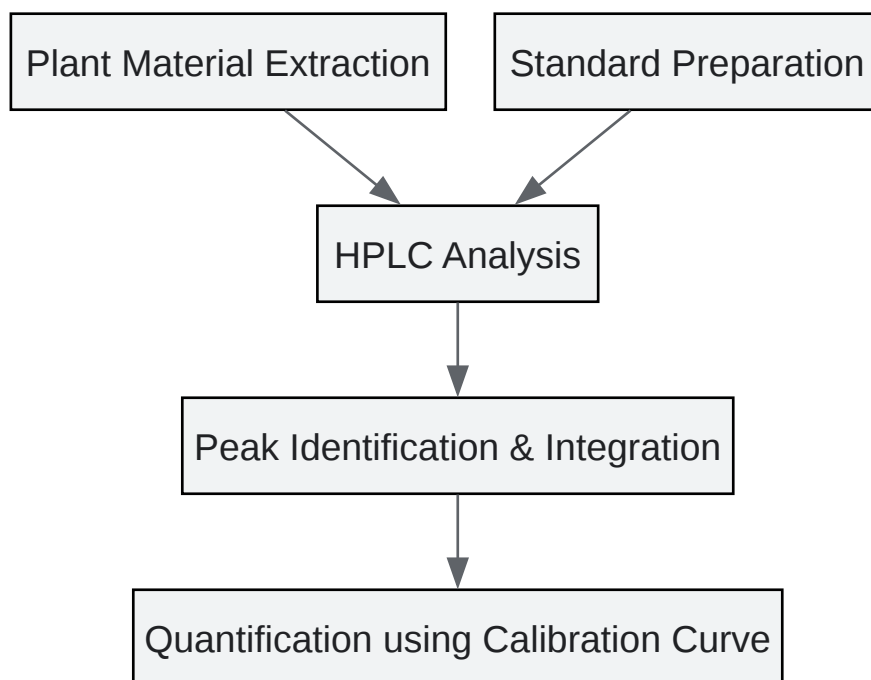 Plant Material Extraction
Standard Preparation
HPLC Analysis
Peak Identification & Integration
Quantification using Calibration Curve